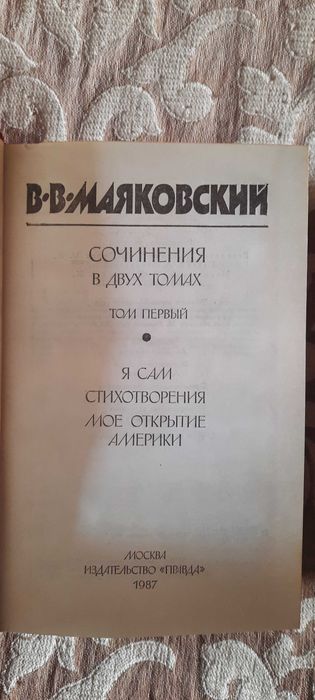 В·В·МАЯКОВСКИЙ
СОЧИНЕНИЯ
В ДВУХ ТОМАХ
ТОМ ПЕРВЫЙ
•
Я САМ
СТИХОТВОРЕНИЯ
МОЕ ОТКРЫТИЕ
АМЕРИКИ
МОСКВА
ИЗДАТЕЛЬСТВО «ПРАВДА»
1987